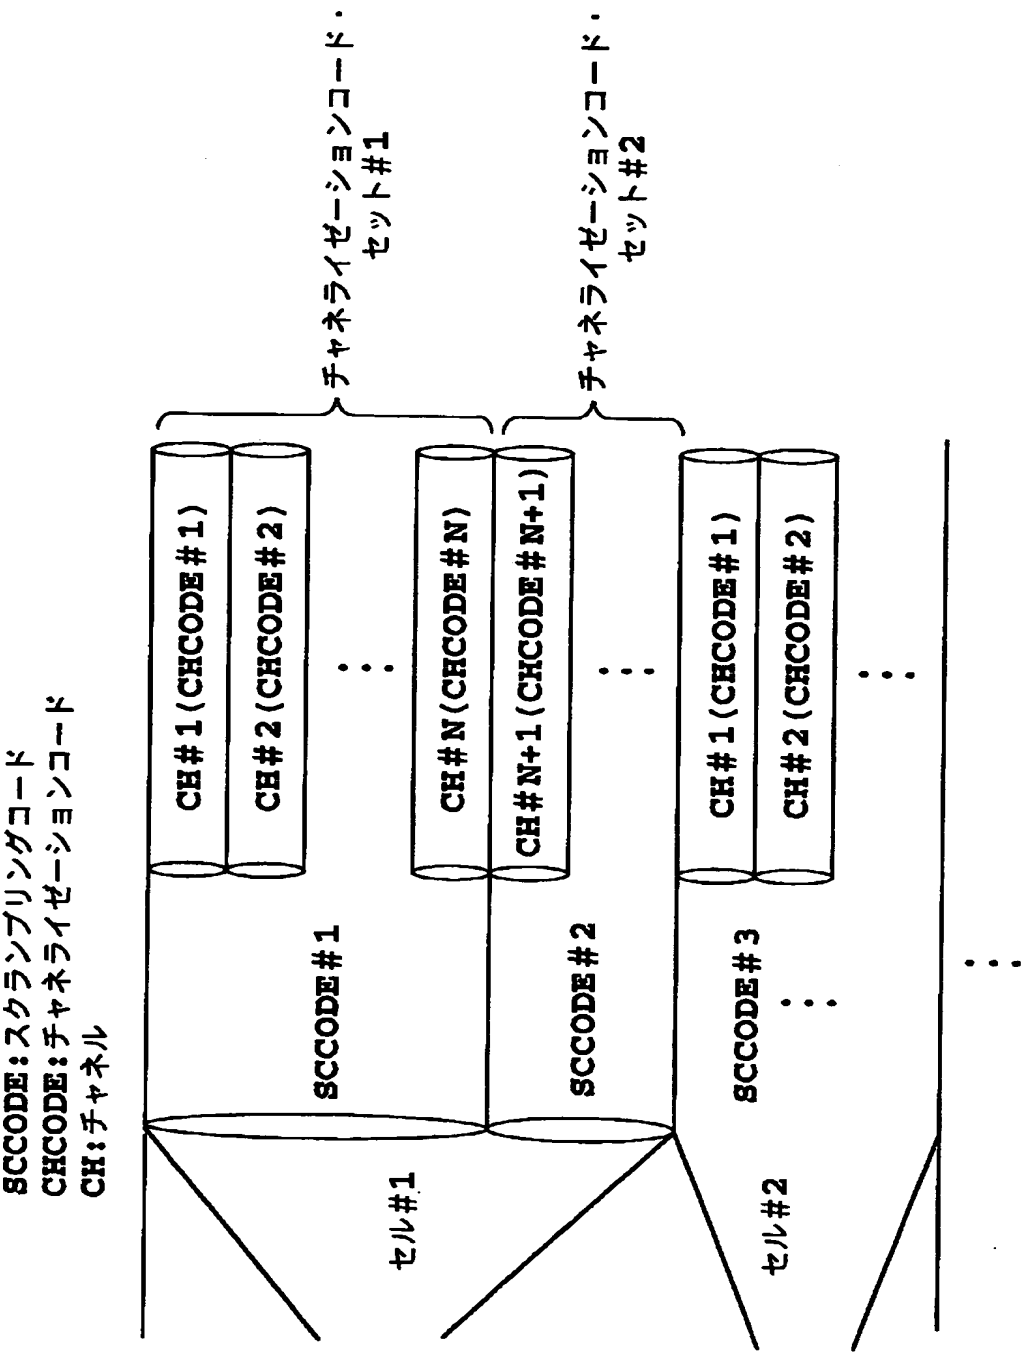 SCCODE:スクランブリングコード
CHCODE:チャネライゼーションコード
CH:チャネル
セル#1
SCCODE#1
CH#1(CHCODE#1)
CH#2(CHCODE#2)
CH#N(CHCODE#N)
チャネライゼーションコード・
セット#1
SCCODE#2
CH#N+1(CHCODE#N+1)
チャネライゼーションコード・
セット#2
セル#2
SCCODE#3
CH#1(CHCODE#1)
CH#2(CHCODE#2)